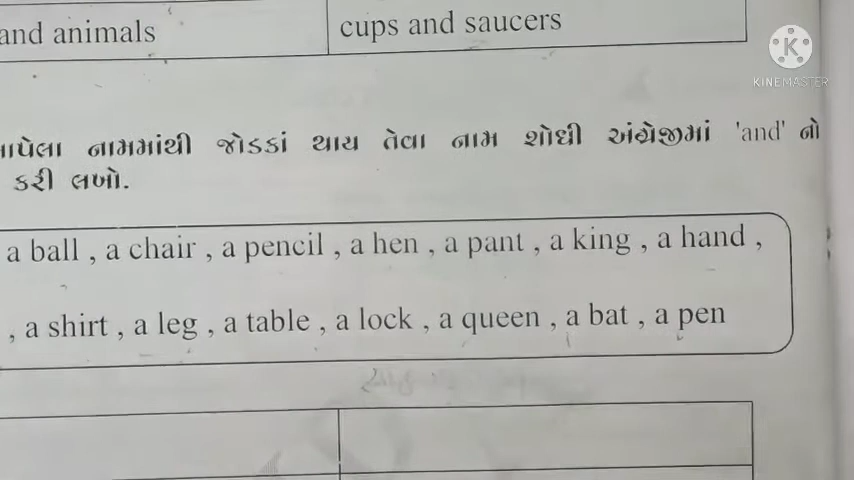 and animals
cups and saucers
KINEMASTER
નામમાંથી જોડકાં થાય તેવા નામ શોધી અંગ્રેજીમાં 'and' નો
કરી લખો.
a ball , a chair , a pencil , a hen , a pant , a king , a hand ,
, a shirt , a leg , a table , a lock , a queen , a bat , a pen